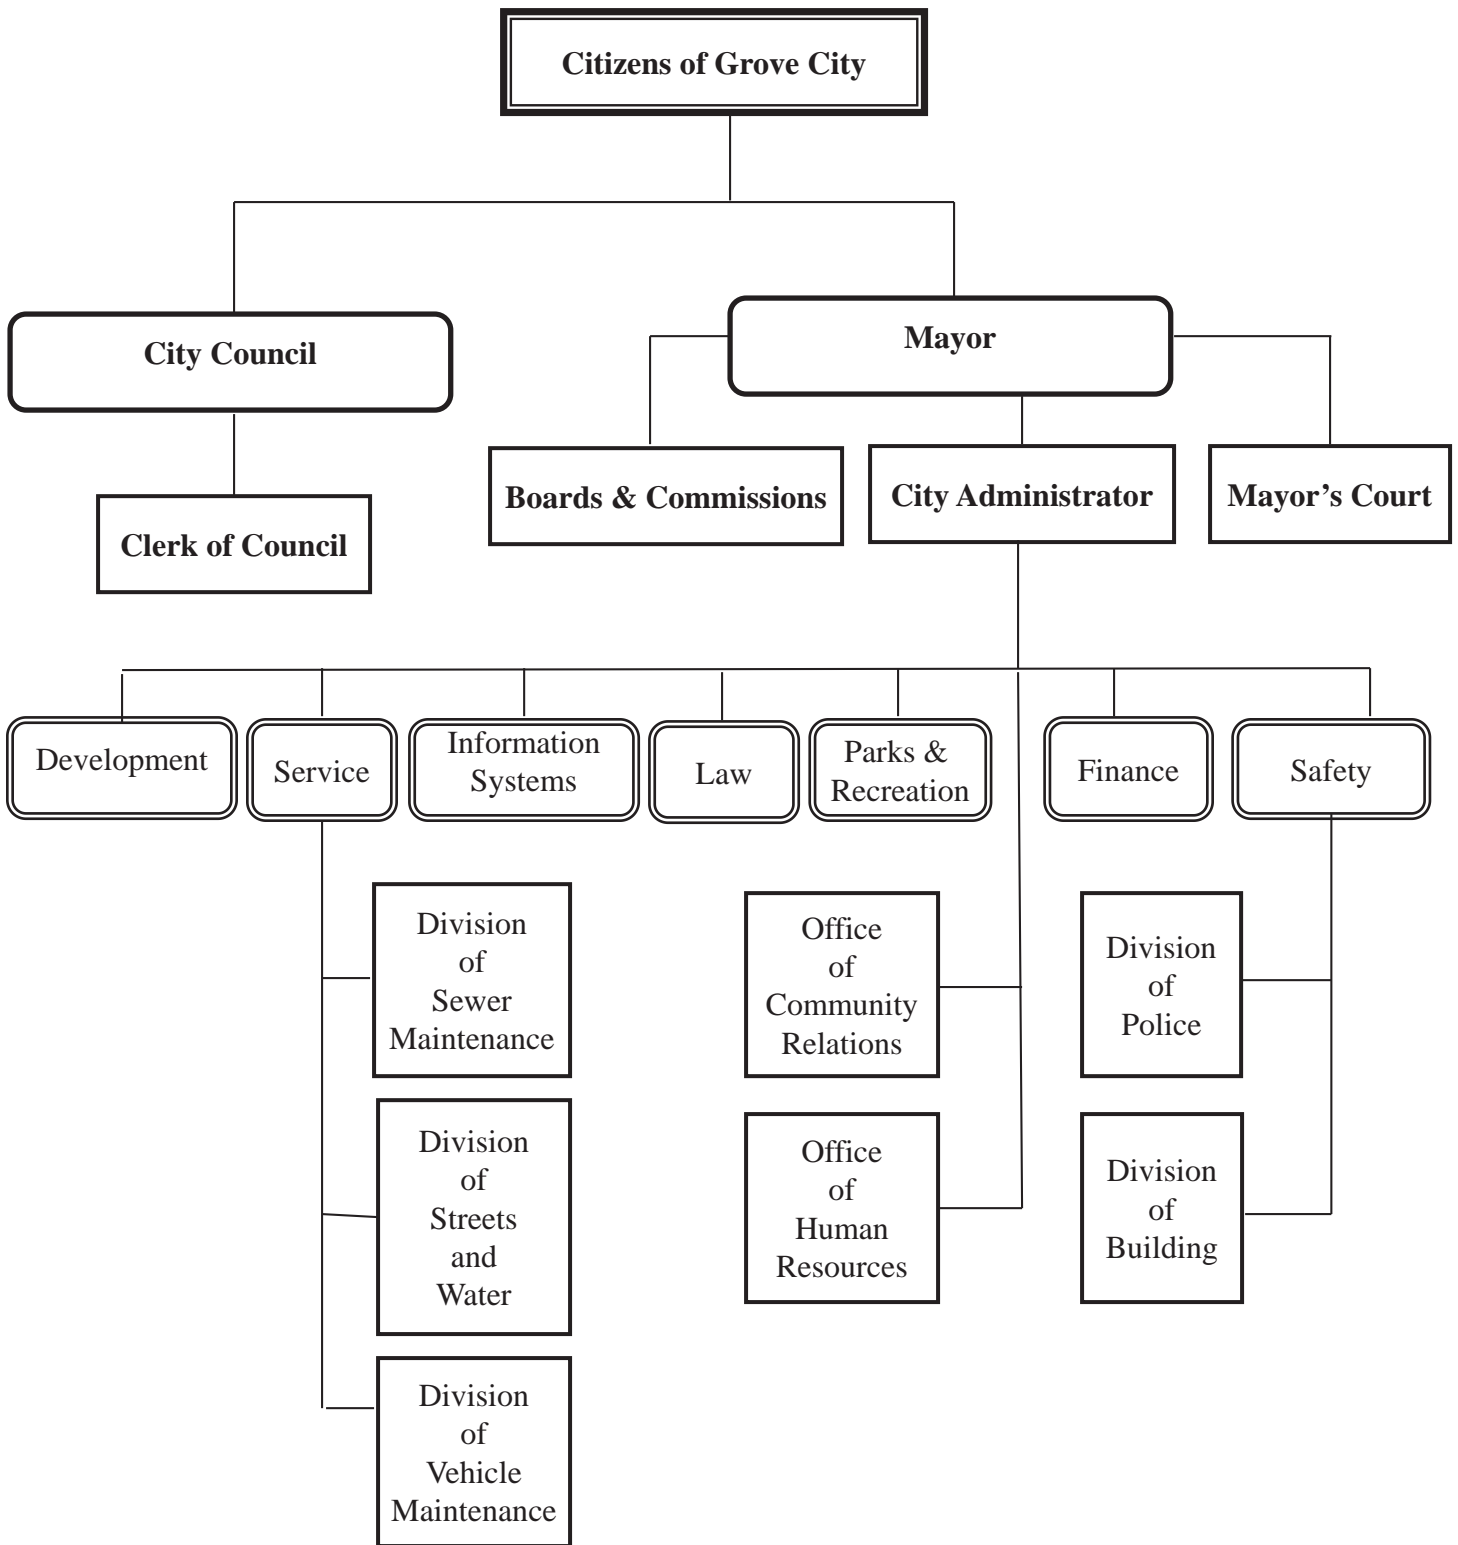 Citizens of Grove City
City Council
Mayor
Clerk of Council
Boards & Commissions
City Administrator
Mayor’s Court
Development
Service
Information
Systems
Law
Parks &
Recreation
Finance
Safety
Division
of
Sewer
Maintenance
Division
of
Streets
and
Water
Division
of
Vehicle
Maintenance
Office
of
Community
Relations
Office
of
Human
Resources
Division
of
Police
Division
of
Building